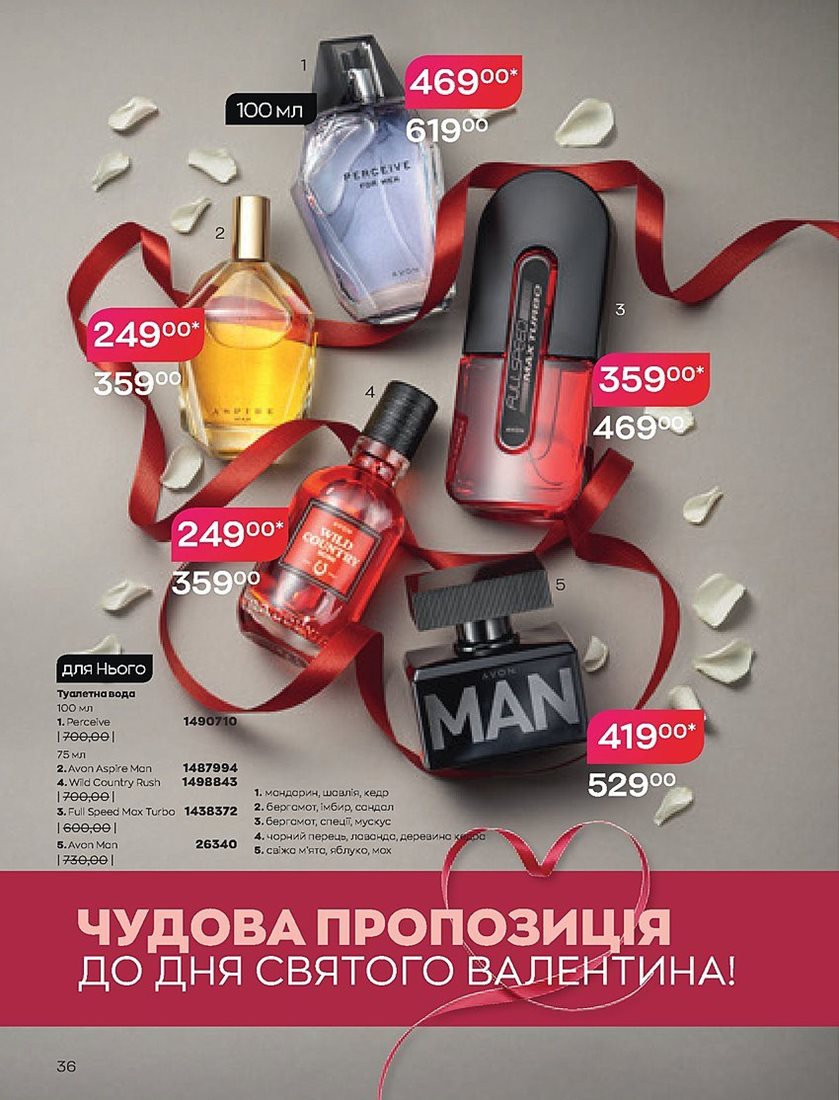 1
469⁰⁰*
100 мл
619⁰⁰
PERCEIVE
FOR MEN
AVON
2
3
249⁰⁰*
359⁰⁰
ASPIRE
FULL SPEED
MAX TURBO
AVON
359⁰⁰*
469⁰⁰
4
249⁰⁰*
359⁰⁰
AVON
WILD
COUNTRY
5
AVON
MAN
419⁰⁰*
529⁰⁰
для Нього
Туалетна вода
100 мл
1. Perceive 1490710
|700,00|
75 мл
2. Avon Aspire Man 1487994
4. Wild Country Rush 1498843
|700,00|
3. Full Speed Max Turbo 1438372
|600,00|
5. Avon Man 26340
|730,00|
1. мандарин, шавлія, кедр
2. бергамот, імбир, сандал
3. бергамот, спеції, мускус
4. чорний перець, лаванда, деревина кедра
5. свіжа м'ята, яблуко, мох
ЧУДОВА ПРОПОЗИЦІЯ
ДО ДНЯ СВЯТОГО ВАЛЕНТИНА!
36